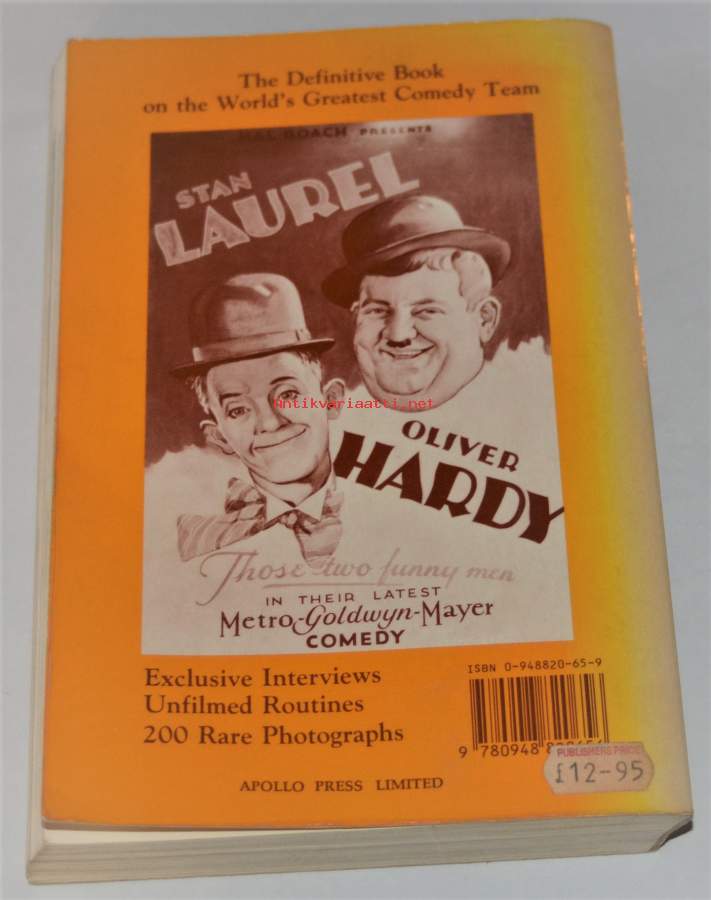 The Definitive Book
on the World's Greatest Comedy Team
HAL ROACH PRESENTS
STAN
LAUREL
Antikvariaatti.net
OLIVER
HARDY
Those two funny men
IN THEIR LATEST
Metro-Goldwyn-Mayer
COMEDY
Exclusive Interviews
Unfilmed Routines
200 Rare Photographs
ISBN 0-948820-65-9
9 780948
PUBLISHERS PRICE
£12-95
APOLLO PRESS LIMITED